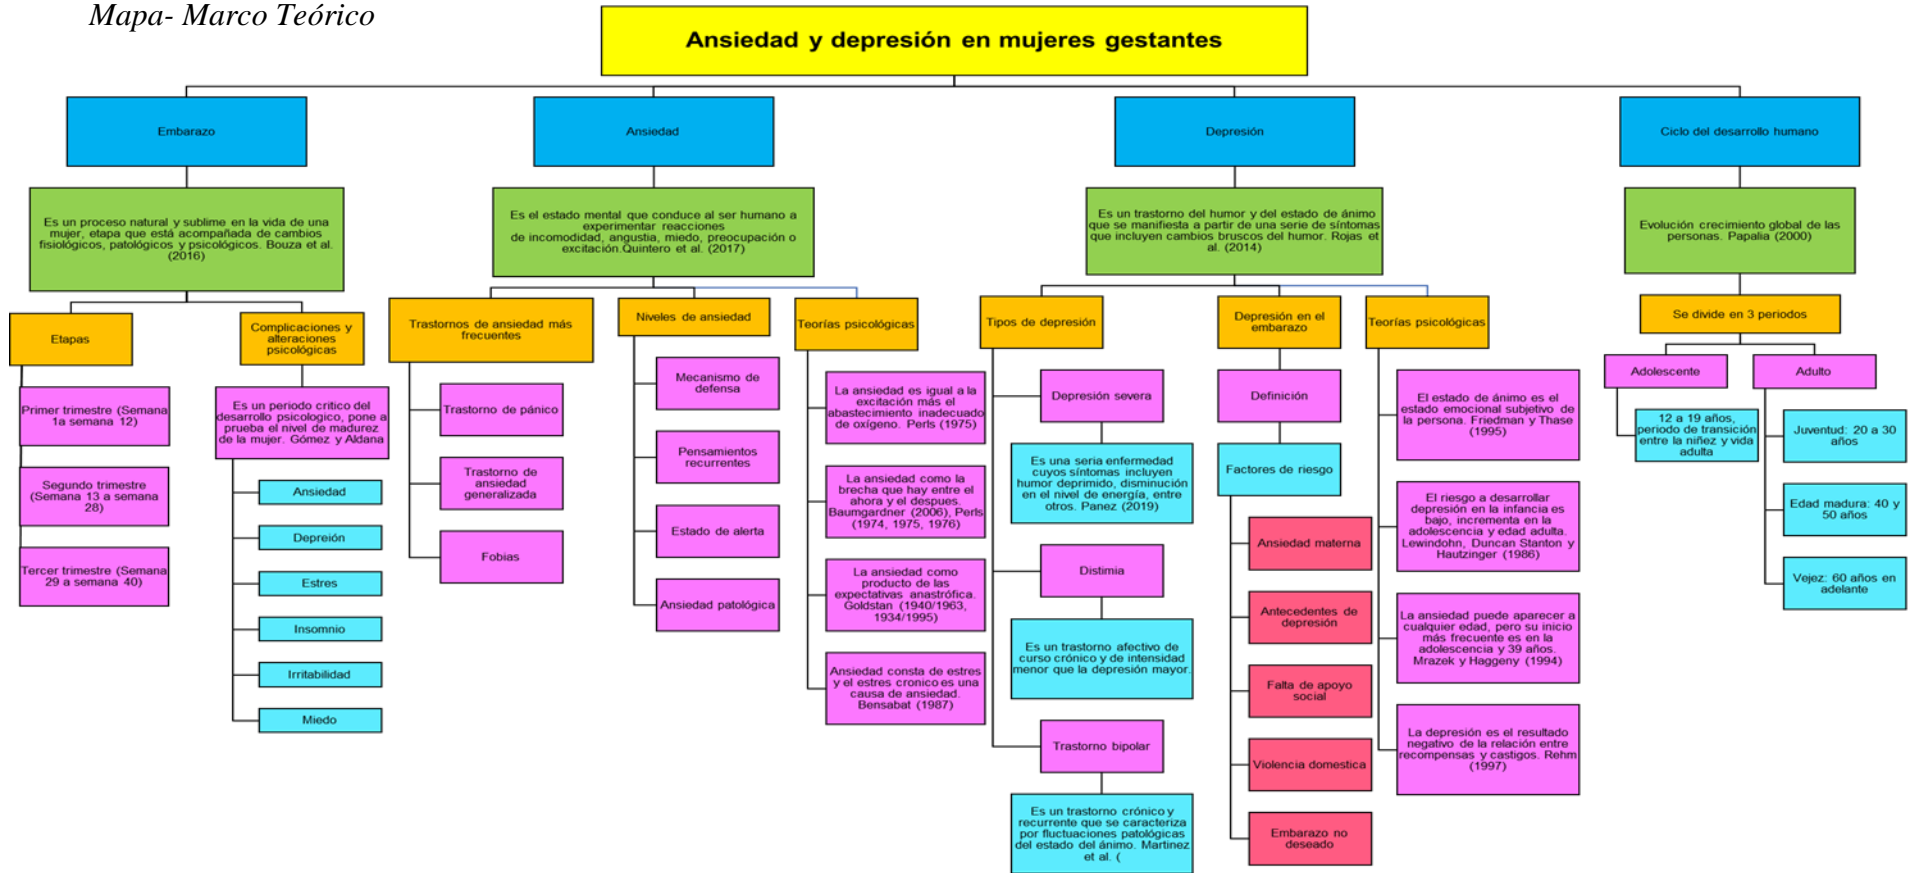 Mapa- Marco Teórico
Ansiedad y depresión en mujeres gestantes
Embarazo
Es un proceso natural y sublime en la vida de una
mujer, etapa que está acompañada de cambios
fisiológicos, patológicos y psicológicos. Bouza et al.
(2016)
Etapas
Primer trimestre (Semana
1a semana 12)
Segundo trimestre
(Semana 13 a semana
28)
Tercer trimestre (Semana
29 a semana 40)
Complicaciones y
alteraciones
psicológicas
Es un periodo critico del
desarrollo psicologico, pone a
prueba el nivel de madurez
de la mujer. Gómez y Aldana
Ansiedad
Depreión
Estres
Insomnio
Irritabilidad
Miedo
Ansiedad
Es el estado mental que conduce al ser humano a
experimentar reacciones
de incomodidad, angustia, miedo, preocupación o
excitación.Quintero et al. (2017)
Trastornos de ansiedad más
frecuentes
Trastorno de pánico
Trastorno de
ansiedad
generalizada
Fobias
Niveles de ansiedad
Mecanismo de
defensa
Pensamientos
recurrentes
Estado de alerta
Ansiedad patológica
Teorías psicológicas
La ansiedad es igual a la
excitación más el
abastecimiento inadecuado
de oxígeno. Perls (1975)
La ansiedad como la
brecha que hay entre el
ahora y el despues.
Baumgardner (2006), Perls
(1974, 1975, 1976)
La ansiedad como
producto de las
expectativas anastrófica.
Goldstan (1940/1963,
1934/1995)
Ansiedad consta de estres
y el estres cronico es una
causa de ansiedad.
Bensabat (1987)
Depresión
Es un trastorno del humor y del estado de ánimo
que se manifiesta a partir de una serie de síntomas
que incluyen cambios bruscos del humor. Rojas et
al. (2014)
Tipos de depresión
Depresión severa
Es una seria enfermedad
cuyos síntomas incluyen
humor deprimido, disminución
en el nivel de energía, entre
otros. Panez (2019)
Distimia
Es un trastorno afectivo de
curso crónico y de intensidad
menor que la depresión mayor.
Trastorno bipolar
Es un trastorno crónico y
recurrente que se caracteriza
por fluctuaciones patológicas
del estado del ánimo. Martinez
et al. (
Depresión en el
embarazo
Definición
Factores de riesgo
Ansiedad materna
Antecedentes de
depresión
Falta de apoyo
social
Violencia domestica
Embarazo no
deseado
Teorías psicológicas
El estado de ánimo es el
estado emocional subjetivo de
la persona. Friedman y Thase
(1995)
El riesgo a desarrollar
depresión en la infancia es
bajo, incrementa en la
adolescencia y edad adulta.
Lewindohn, Duncan Stanton y
Hautzinger (1986)
La ansiedad puede aparecer a
cualquier edad, pero su inicio
más frecuente es en la
adolescencia y 39 años.
Mrazek y Haggeny (1994)
La depresión es el resultado
negativo de la relación entre
recompensas y castigos. Rehm
(1997)
Ciclo del desarrollo humano
Evolución crecimiento global de las
personas. Papalia (2000)
Se divide en 3 periodos
Adolescente
12 a 19 años,
periodo de transición
entre la niñez y vida
adulta
Adulto
Juventud: 20 a 30
años
Edad madura: 40 y
50 años
Vejez: 60 años en
adelante